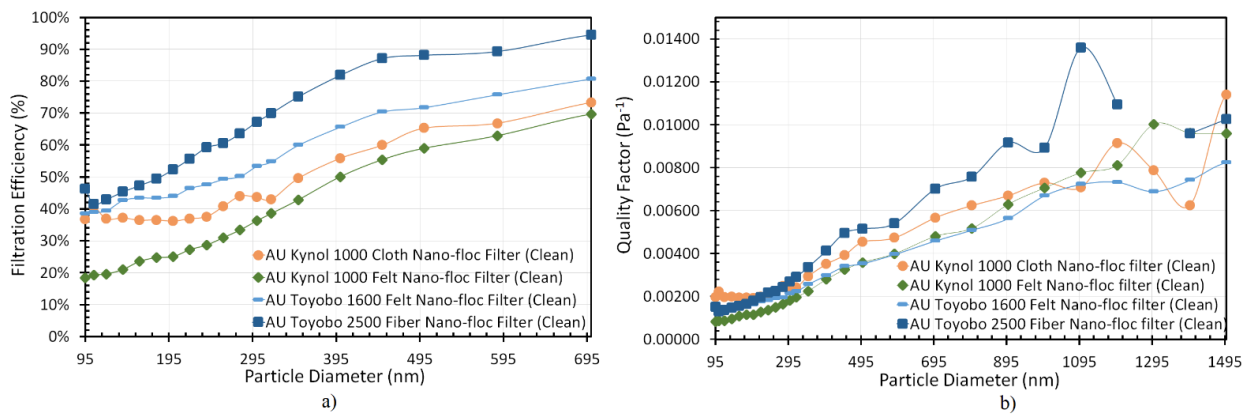 100%
90%
80%
70%
60%
50%
40%
30%
20%
10%
0%
Filtration Efficiency (%)
AU Kynol 1000 Cloth Nano-floc Filter (Clean)
AU Kynol 1000 Felt Nano-floc Filter (Clean)
AU Toyobo 1600 Felt Nano-floc Filter (Clean)
AU Toyobo 2500 Fiber Nano-floc Filter (Clean)
95 195 295 395 495 595 695
Particle Diameter (nm)
a)
0.01400
0.01200
0.01000
0.00800
0.00600
0.00400
0.00200
0.00000
Quality Factor (Pa-1)
AU Kynol 1000 Cloth Nano-floc filter (Clean)
AU Kynol 1000 Felt Nano-floc Filter (Clean)
AU Toyobo 1600 Felt Nano-floc Filter (Clean)
AU Toyobo 2500 Fiber Nano-floc filter (Clean)
95 295 495 695 895 1095 1295 1495
Particle Diameter (nm)
b)